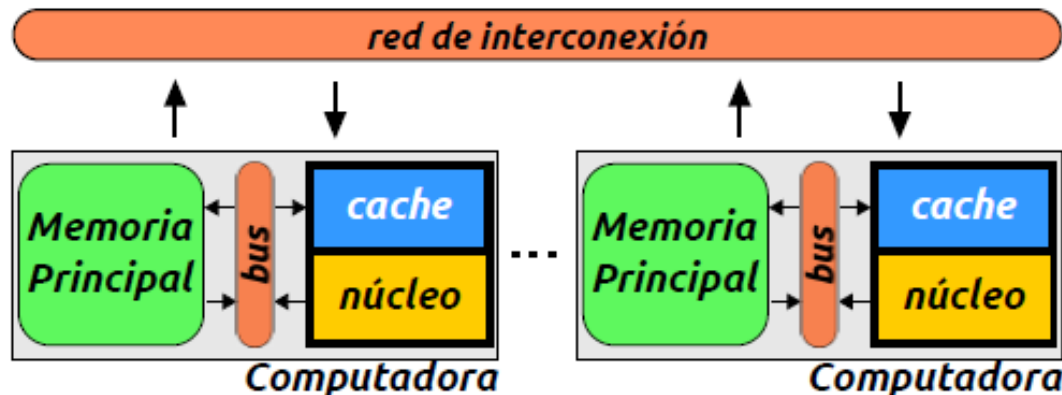 red de interconexión
Memoria
Principal
bus
cache
núcleo
Computadora
...
Memoria
Principal
bus
cache
núcleo
Computadora